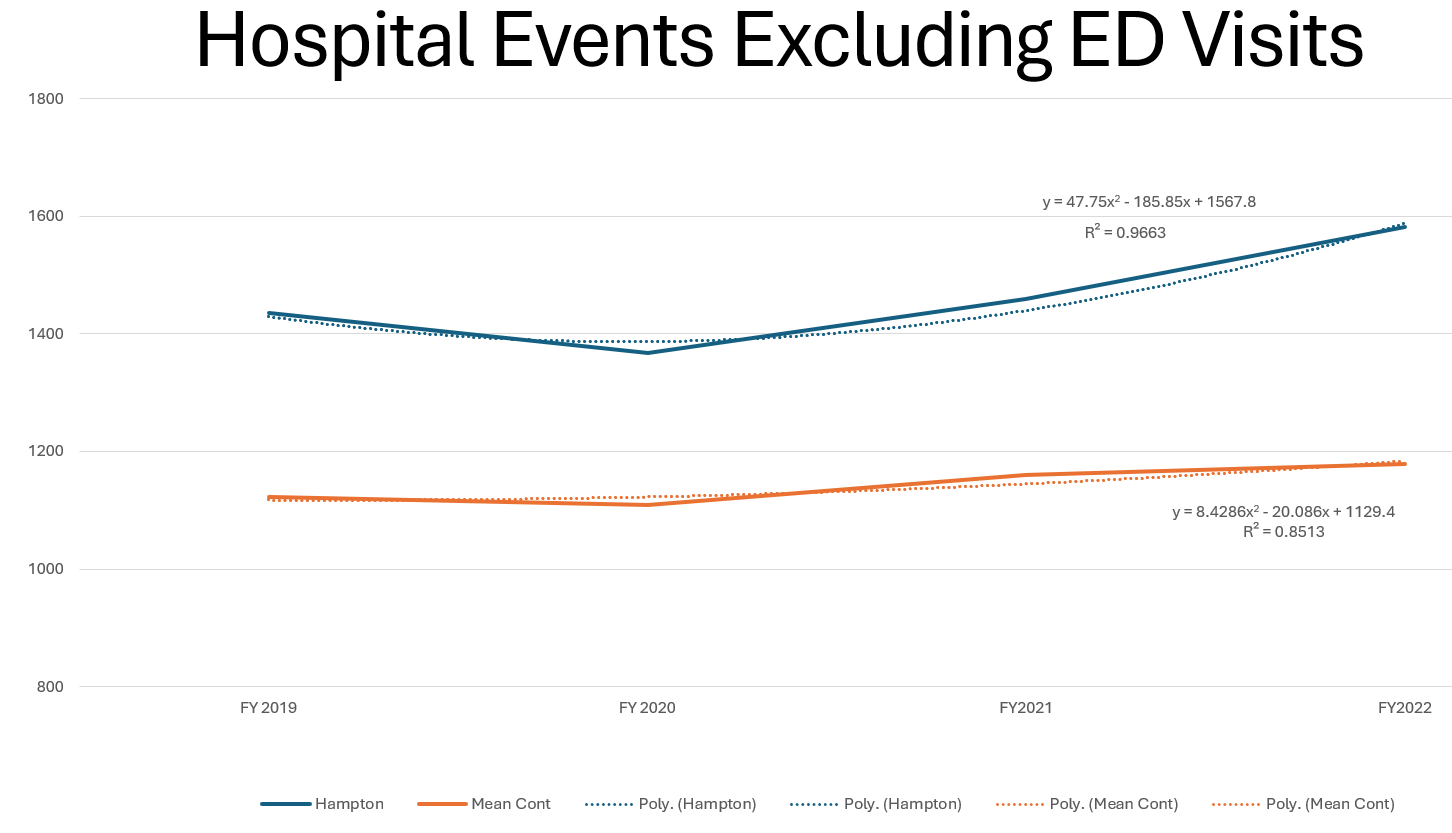 Hospital Events Excluding ED Visits
1800
y = 47.75x² - 185.85x + 1567.8
1600
R² = 0.9663
1400
1200
y = 8.4286x² - 20.086x + 1129.4
R² = 0.8513
1000
800
FY 2019 FY 2020 FY2021 FY2022
Hampton Mean Cont Poly. (Hampton) Poly. (Hampton) Poly. (Mean Cont) Poly. (Mean Cont)